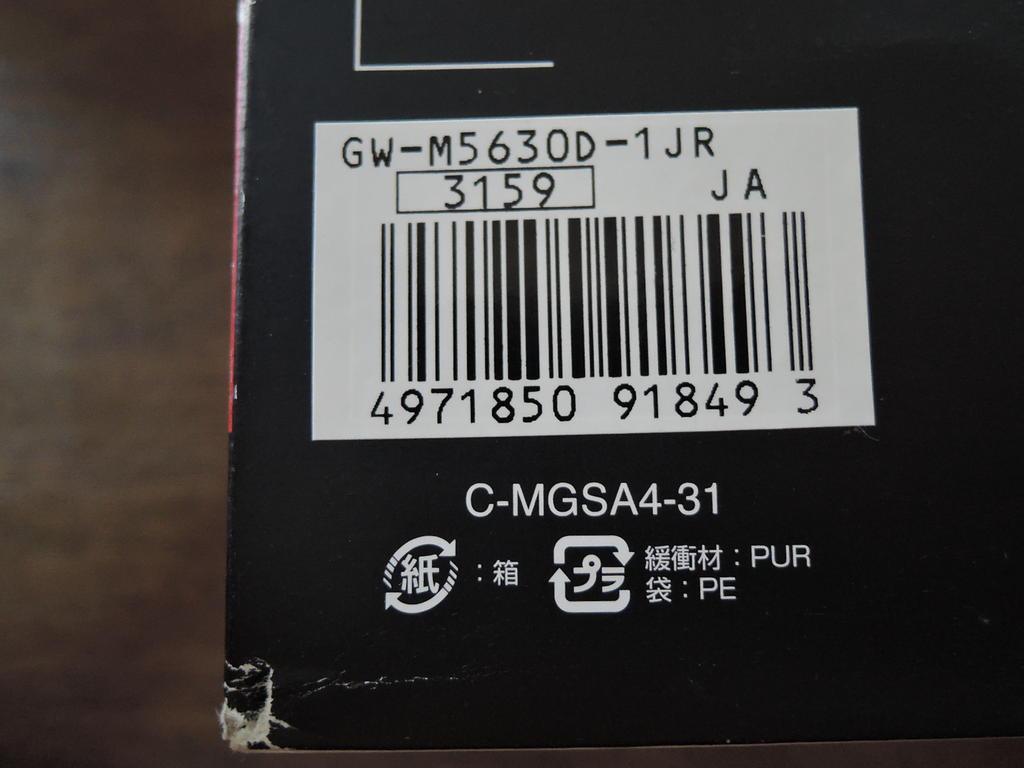 GW-M5630D-1JR
3159 JA
4971850 91849 3
C-MGSA4-31
紙 : 箱 プラ 緩衝材 : PUR
袋 : PE